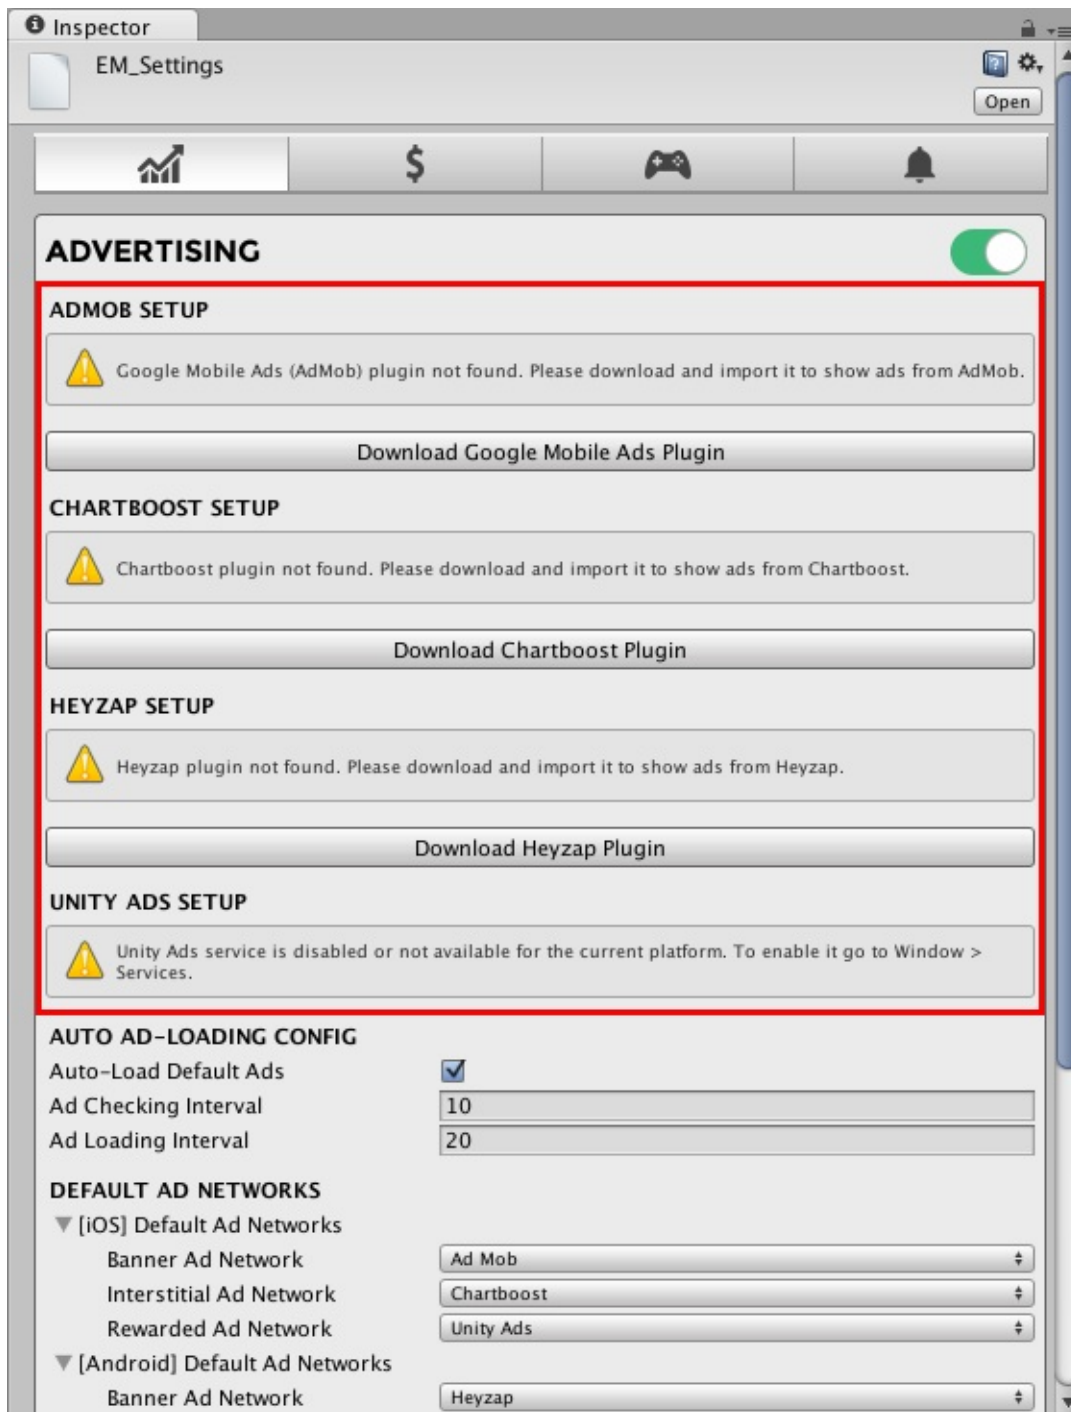 Inspector
EM_Settings
Open
$
ADVERTISING
ADMOB SETUP
Google Mobile Ads (AdMob) plugin not found. Please download and import it to show ads from AdMob.
Download Google Mobile Ads Plugin
CHARTBOOST SETUP
Chartboost plugin not found. Please download and import it to show ads from Chartboost.
Download Chartboost Plugin
HEYZAP SETUP
Heyzap plugin not found. Please download and import it to show ads from Heyzap.
Download Heyzap Plugin
UNITY ADS SETUP
Unity Ads service is disabled or not available for the current platform. To enable it go to Window >
Services.
AUTO AD-LOADING CONFIG
Auto-Load Default Ads
Ad Checking Interval 10
Ad Loading Interval 20
DEFAULT AD NETWORKS
[iOS] Default Ad Networks
Banner Ad Network Ad Mob
Interstitial Ad Network Chartboost
Rewarded Ad Network Unity Ads
[Android] Default Ad Networks
Banner Ad Network Heyzap